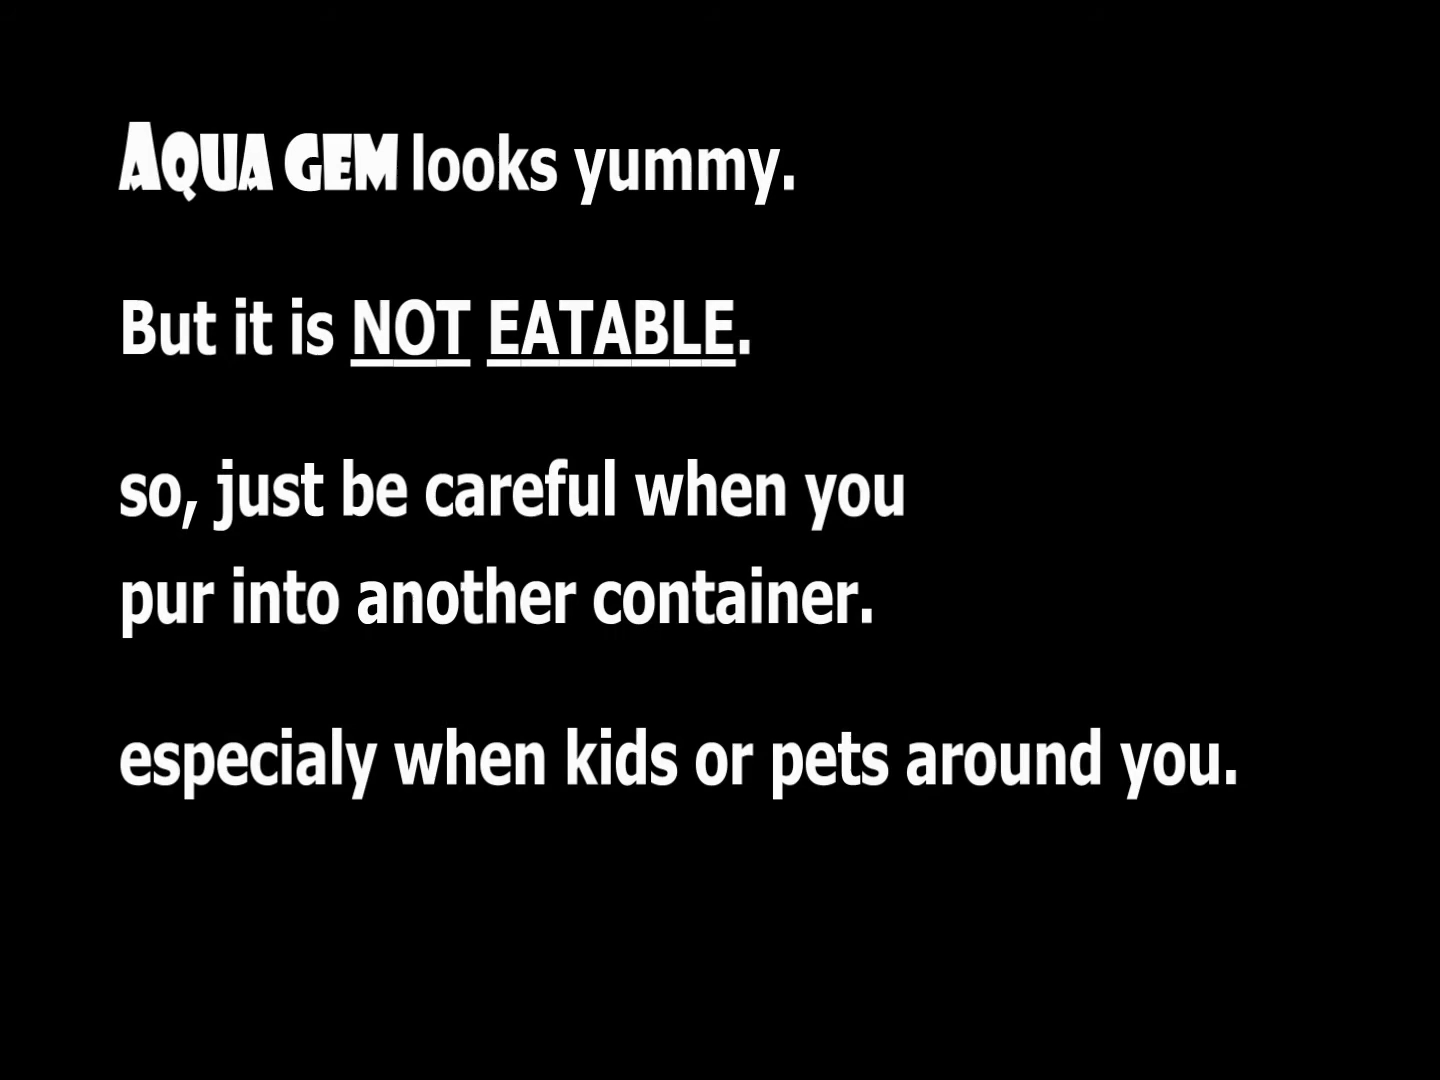 Aqua gem looks yummy.
But it is NOT EATABLE.
so, just be careful when you
pur into another container.
especialy when kids or pets around you.